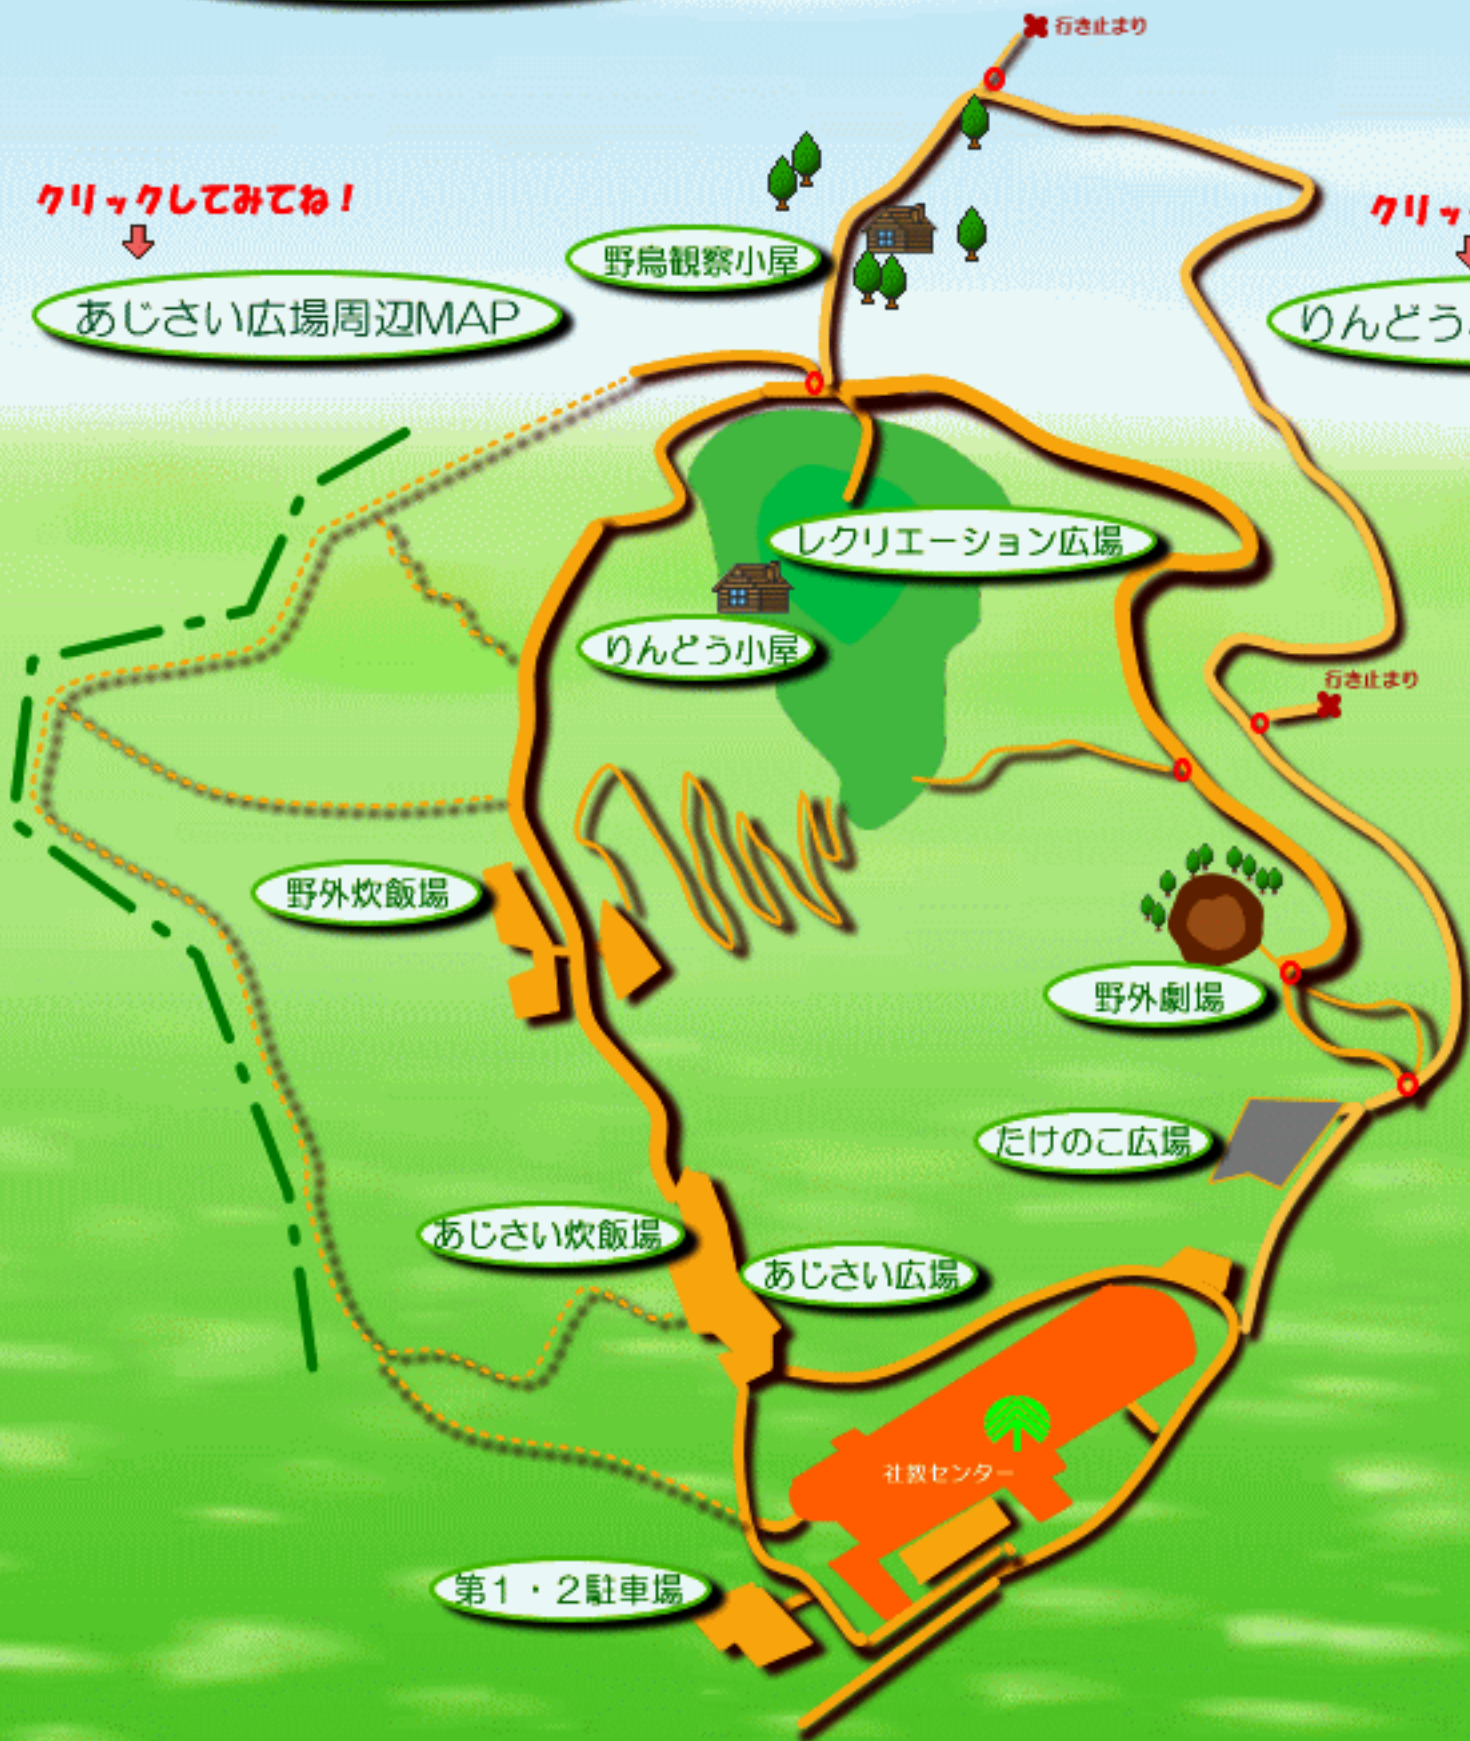 行き止まり
クリックしてみてね！
クリッ
野鳥観察小屋
あじさい広場周辺MAP
りんどう
レクリエーション広場
りんどう小屋
行き止まり
野外炊飯場
野外劇場
たけのこ広場
あじさい炊飯場
あじさい広場
社教センター
第１・２駐車場